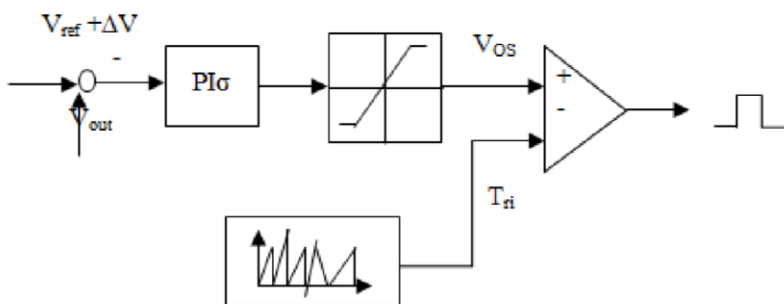 V_ref + ΔV
-
PIσ
V_OS
V_out
+
-
T_ri